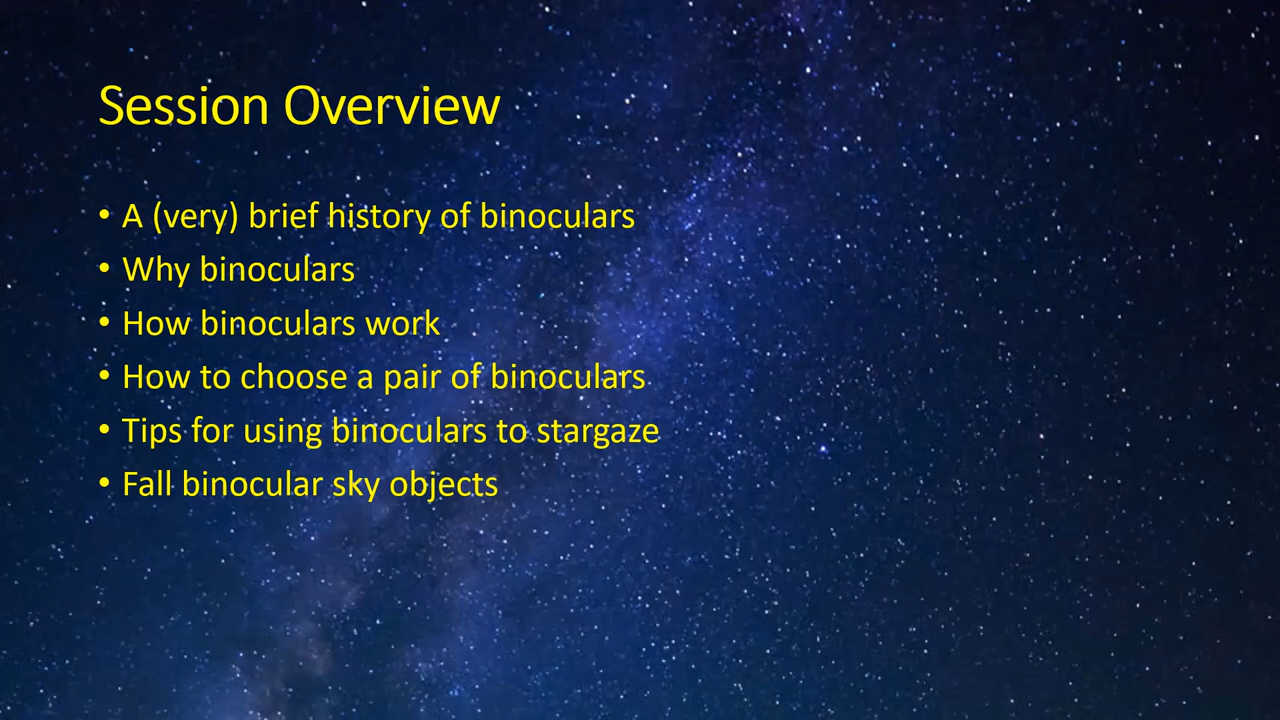 Session Overview
• A (very) brief history of binoculars
• Why binoculars
• How binoculars work
• How to choose a pair of binoculars
• Tips for using binoculars to stargaze
• Fall binocular sky objects